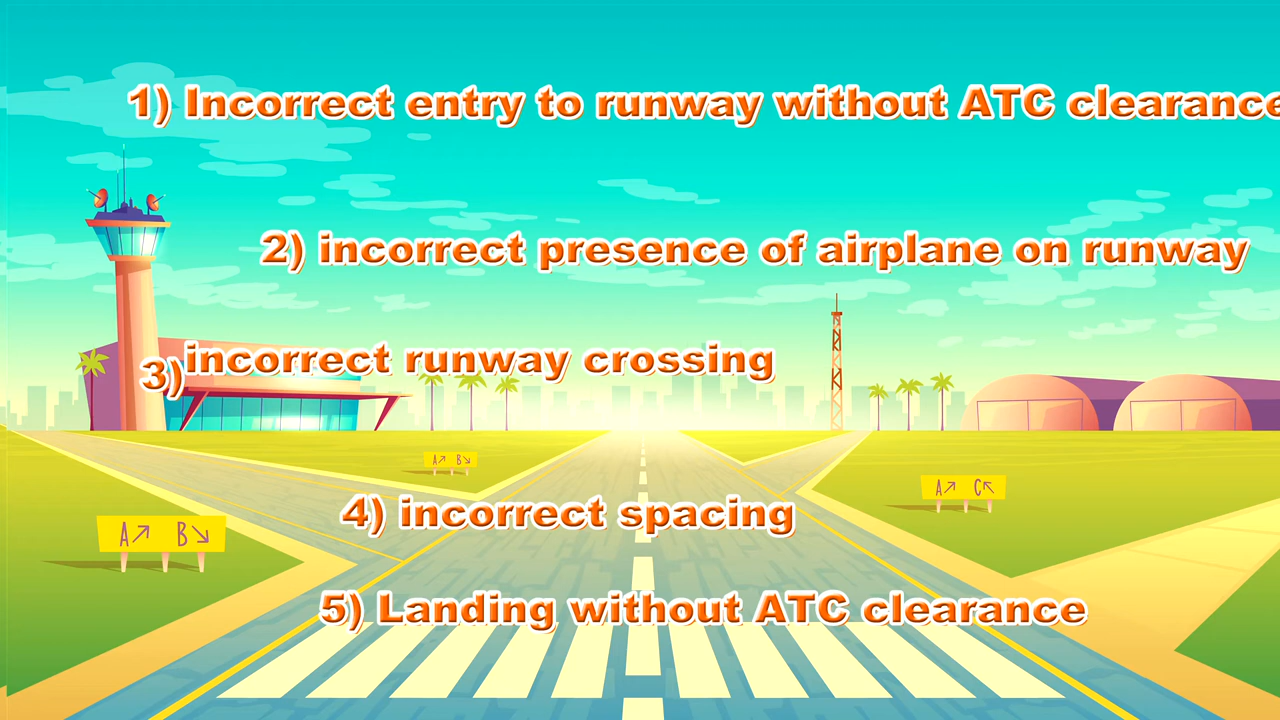 1) Incorrect entry to runway without ATC clearance
2) incorrect presence of airplane on runway
3) incorrect runway crossing
A↗ B↘
A↗ C↖
4) incorrect spacing
A↗ B↘
5) Landing without ATC clearance